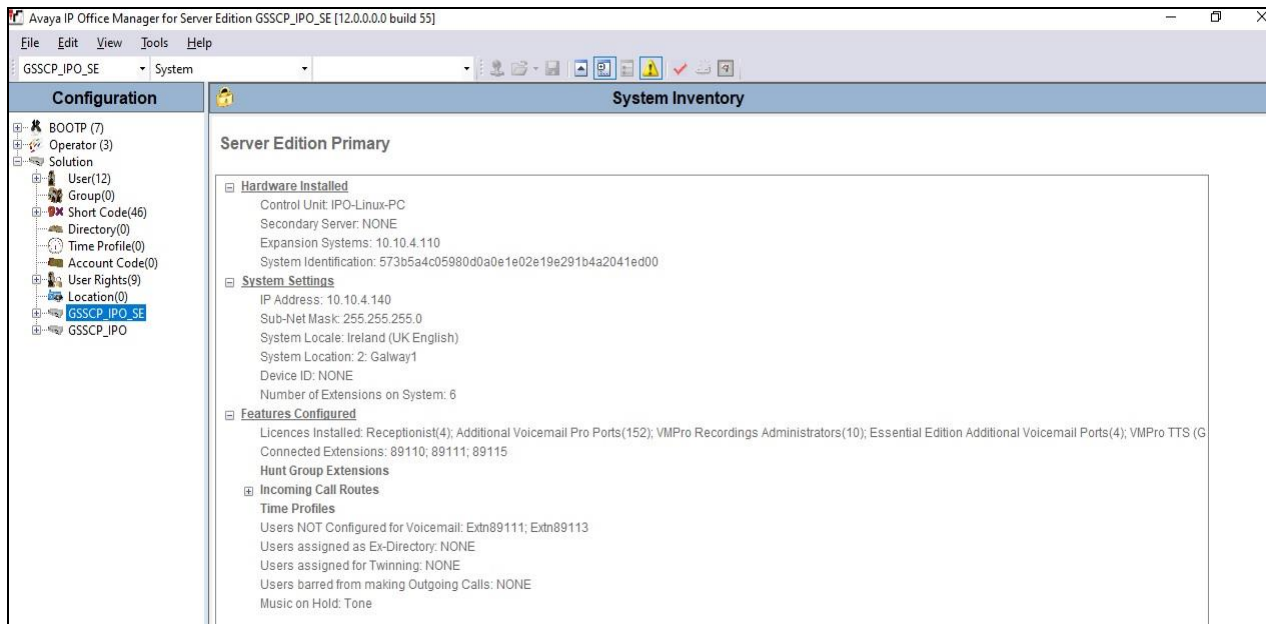 Avaya IP Office Manager for Server Edition GSSCP_IPO_SE [12.0.0.0.0 build 55]
File Edit View Tools Help
GSSCP_IPO_SE System
Configuration
System Inventory
BOOTP (7)
Operator (3)
Solution
User(12)
Group(0)
Short Code(46)
Directory(0)
Time Profile(0)
Account Code(0)
User Rights(9)
Location(0)
GSSCP_IPO_SE
GSSCP_IPO
Server Edition Primary
Hardware Installed
Control Unit: IPO-Linux-PC
Secondary Server: NONE
Expansion Systems: 10.10.4.110
System Identification: 573b5a4c05980d0a0e1e02e19e291b4a2041ed00
System Settings
IP Address: 10.10.4.140
Sub-Net Mask: 255.255.255.0
System Locale: Ireland (UK English)
System Location: 2: Galway1
Device ID: NONE
Number of Extensions on System: 6
Features Configured
Licences Installed: Receptionist(4); Additional Voicemail Pro Ports(152); VMPro Recordings Administrators(10); Essential Edition Additional Voicemail Ports(4); VMPro TTS (G
Connected Extensions: 89110; 89111; 89115
Hunt Group Extensions
Incoming Call Routes
Time Profiles
Users NOT Configured for Voicemail: Extn89111; Extn89113
Users assigned as Ex-Directory: NONE
Users assigned for Twinning: NONE
Users barred from making Outgoing Calls: NONE
Music on Hold: Tone